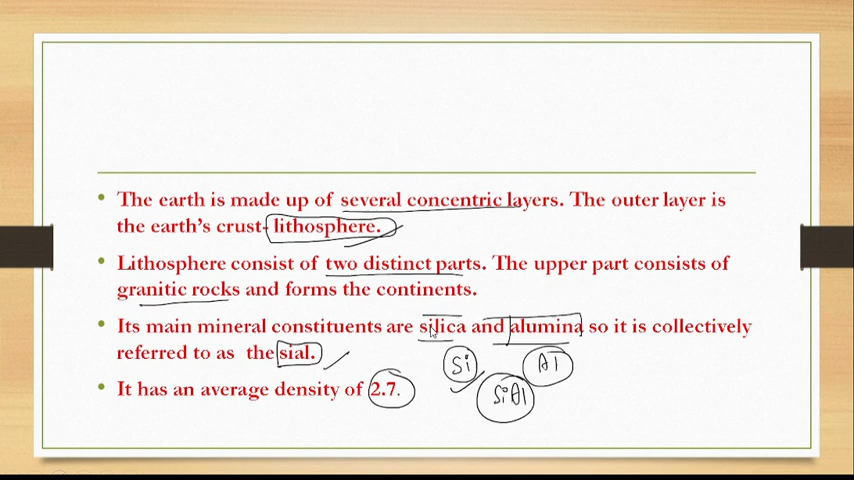 The earth is made up of several concentric layers. The outer layer is
the earth's crust- lithosphere.
Lithosphere consist of two distinct parts. The upper part consists of
granitic rocks and forms the continents.
Its main mineral constituents are silica and alumina so it is collectively
referred to as the sial.
Si Al
It has an average density of 2.7.
SiAl